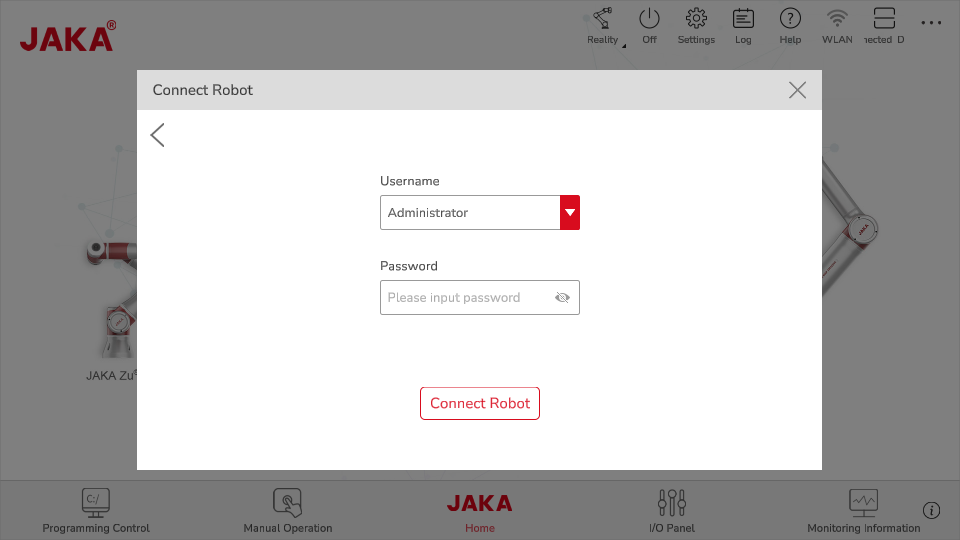 JAKA®
Reality
Off
Settings
Log
Help
WLAN
nected D
Connect Robot
Username
Administrator
Password
Please input password
Connect Robot
JAKA
JAKA Zu®
C:/
Programming Control
Manual Operation
JAKA
Home
I/O Panel
Monitoring Information